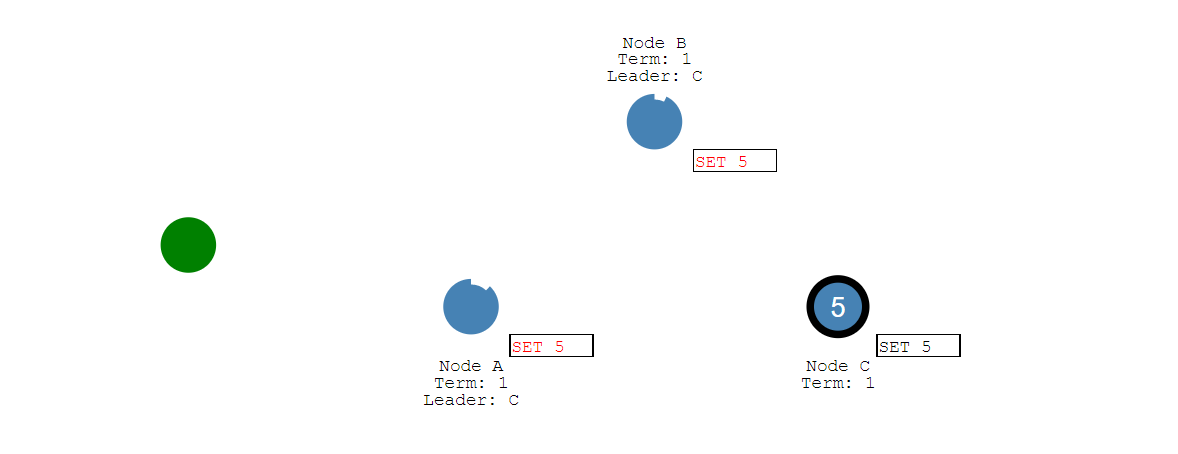 Node B
Term: 1
Leader: C
SET 5
5
SET 5
Node A
Term: 1
Leader: C
SET 5
Node C
Term: 1